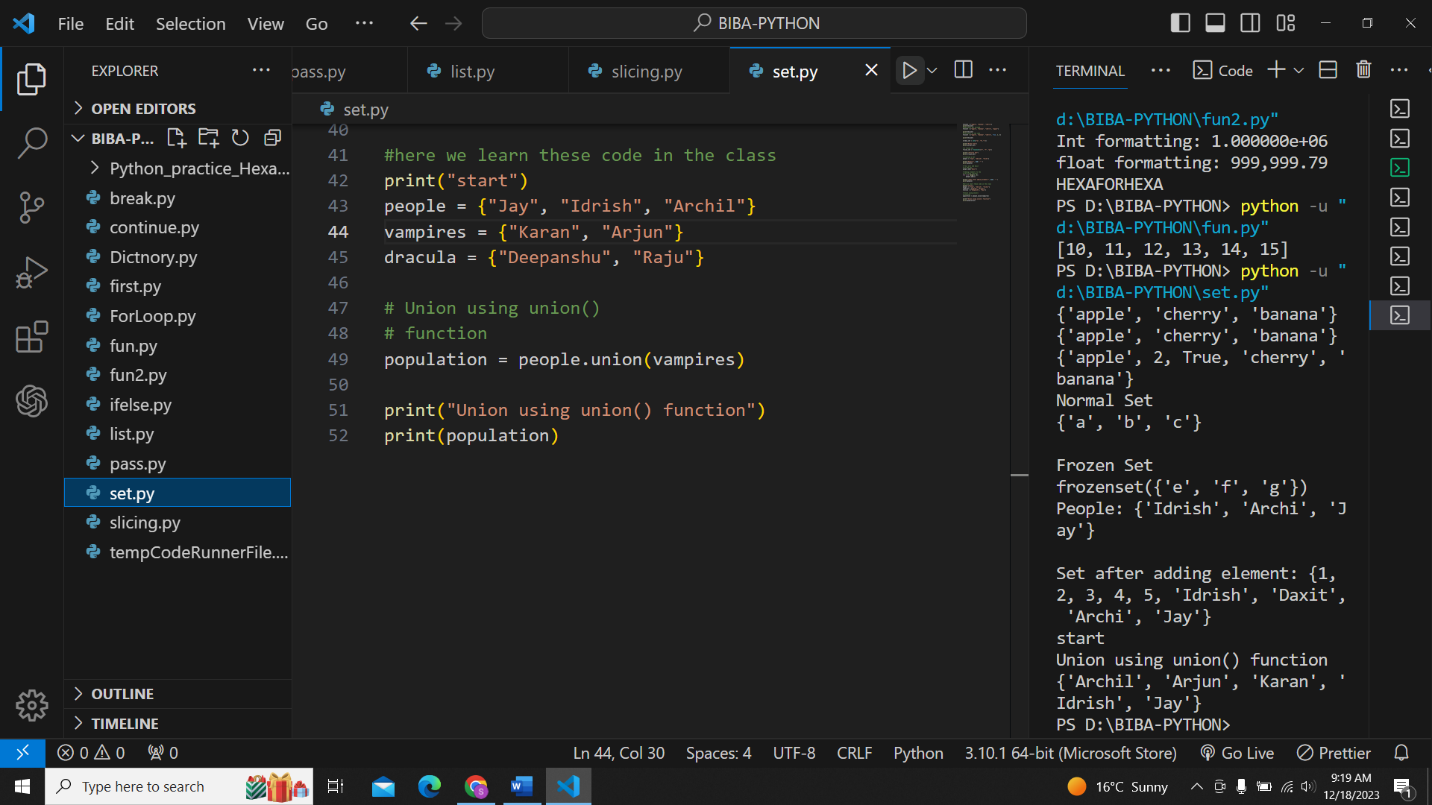 File Edit Selection View Go ··· BIBA-PYTHON
EXPLORER ···
OPEN EDITORS
BIBA-P...
Python_practice_Hexa...
break.py
continue.py
Dictnory.py
first.py
ForLoop.py
fun.py
fun2.py
ifelse.py
list.py
pass.py
set.py
slicing.py
tempCodeRunnerFile....
OUTLINE
TIMELINE
pass.py list.py slicing.py set.py
set.py
40
41 #here we learn these code in the class
42 print("start")
43 people = {"Jay", "Idrish", "Archil"}
44 vampires = {"Karan", "Arjun"}
45 dracula = {"Deepanshu", "Raju"}
46
47 # Union using union()
48 # function
49 population = people.union(vampires)
50
51 print("Union using union() function")
52 print(population)
TERMINAL ··· Code
d:\BIBA-PYTHON\fun2.py"
Int formatting: 1.000000e+06
float formatting: 999,999.79
HEXAFORHEXA
PS D:\BIBA-PYTHON> python -u "
d:\BIBA-PYTHON\fun.py"
[10, 11, 12, 13, 14, 15]
PS D:\BIBA-PYTHON> python -u "
d:\BIBA-PYTHON\set.py"
{'apple', 'cherry', 'banana'}
{'apple', 'cherry', 'banana'}
{'apple', 2, True, 'cherry', '
banana'}
Normal Set
{'a', 'b', 'c'}
Frozen Set
frozenset({'e', 'f', 'g'})
People: {'Idrish', 'Archi', 'J
ay'}
Set after adding element: {1,
2, 3, 4, 5, 'Idrish', 'Daxit',
'Archi', 'Jay'}
start
Union using union() function
{'Archil', 'Arjun', 'Karan', '
Idrish', 'Jay'}
PS D:\BIBA-PYTHON>
0 0 0 Ln 44, Col 30 Spaces: 4 UTF-8 CRLF Python 3.10.1 64-bit (Microsoft Store) Go Live Prettier
Type here to search 16°C Sunny 9:19 AM
12/18/2023 1